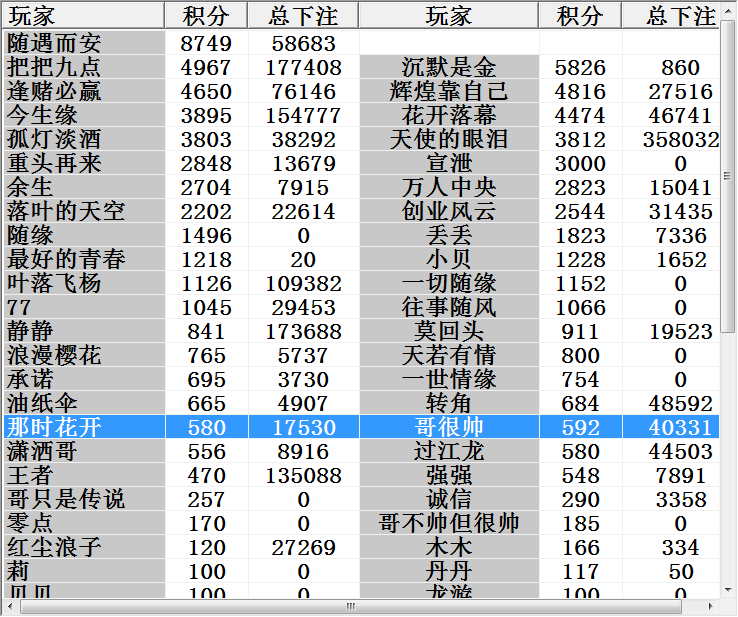 玩家 积分 总下注 玩家 积分 总下注
随遇而安 8749 58683
把把九点 4967 177408 沉默是金 5826 860
逢赌必赢 4650 76146 辉煌靠自己 4816 27516
今生缘 3895 154777 花开落幕 4474 46741
孤灯淡酒 3803 38292 天使的眼泪 3812 358032
重头再来 2848 13679 宣泄 3000 0
余生 2704 7915 万人中央 2823 15041
落叶的天空 2202 22614 创业风云 2544 31435
随缘 1496 0 丢丢 1823 7336
最好的青春 1218 20 小贝 1228 1652
叶落飞杨 1126 109382 一切随缘 1152 0
77 1045 29453 往事随风 1066 0
静静 841 173688 莫回头 911 19523
浪漫樱花 765 5737 天若有情 800 0
承诺 695 3730 一世情缘 754 0
油纸伞 665 4907 转角 684 48592
那时花开 580 17530 哥很帅 592 40331
潇洒哥 556 8916 过江龙 580 44503
王者 470 135088 强强 548 7891
哥只是传说 257 0 诚信 290 3358
零点 170 0 哥不帅但很帅 185 0
红尘浪子 120 27269 木木 166 334
莉 100 0 丹丹 117 50
贝贝 100 0 龙游 100 0